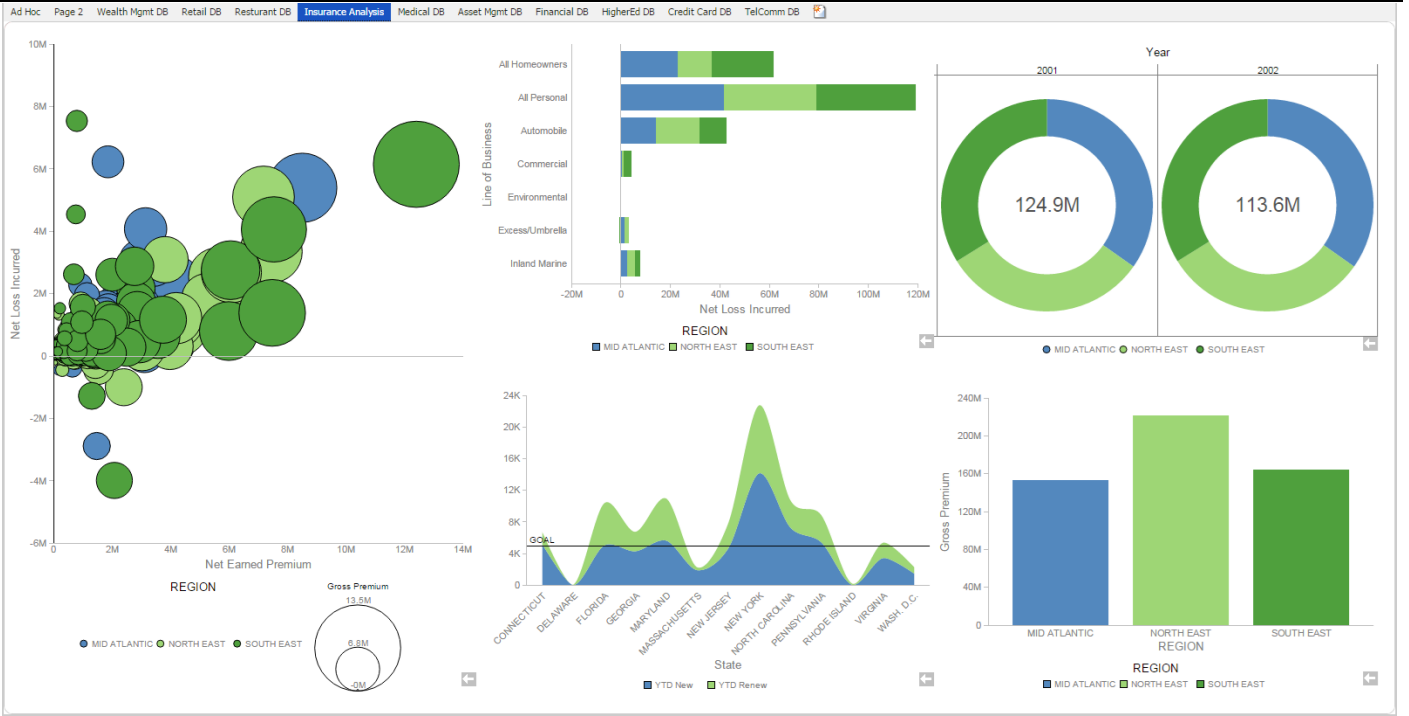 Ad Hoc Page 2 Wealth Mgmt DB Retail DB Resturant DB Insurance Analysis Medical DB Asset Mgmt DB Financial DB HigherEd DB Credit Card DB TelComm DB
10M
8M
6M
4M
2M
0
-2M
-4M
-6M
Net Loss Incurred
0 2M 4M 6M 8M 10M 12M 14M
Net Earned Premium
REGION
MID ATLANTIC NORTH EAST SOUTH EAST
Gross Premium
13.5M
6.8M
-0M
Line of Business
All Homeowners
All Personal
Automobile
Commercial
Environmental
Excess/Umbrella
Inland Marine
-20M 0 20M 40M 60M 80M 100M 120M
Net Loss Incurred
REGION
MID ATLANTIC NORTH EAST SOUTH EAST
Year
2001 2002
124.9M 113.6M
MID ATLANTIC NORTH EAST SOUTH EAST
24K
20K
16K
12K
8K
4K
0
GOAL
CONNECTICUT DELAWARE FLORIDA GEORGIA MARYLAND MASSACHUSETTS NEW JERSEY NEW YORK NORTH CAROLINA PENNSYLVANIA RHODE ISLAND VIRGINIA WASH. D.C.
State
YTD New YTD Renew
240M
200M
160M
120M
80M
40M
0
Gross Premium
MID ATLANTIC NORTH EAST SOUTH EAST
REGION
REGION
MID ATLANTIC NORTH EAST SOUTH EAST